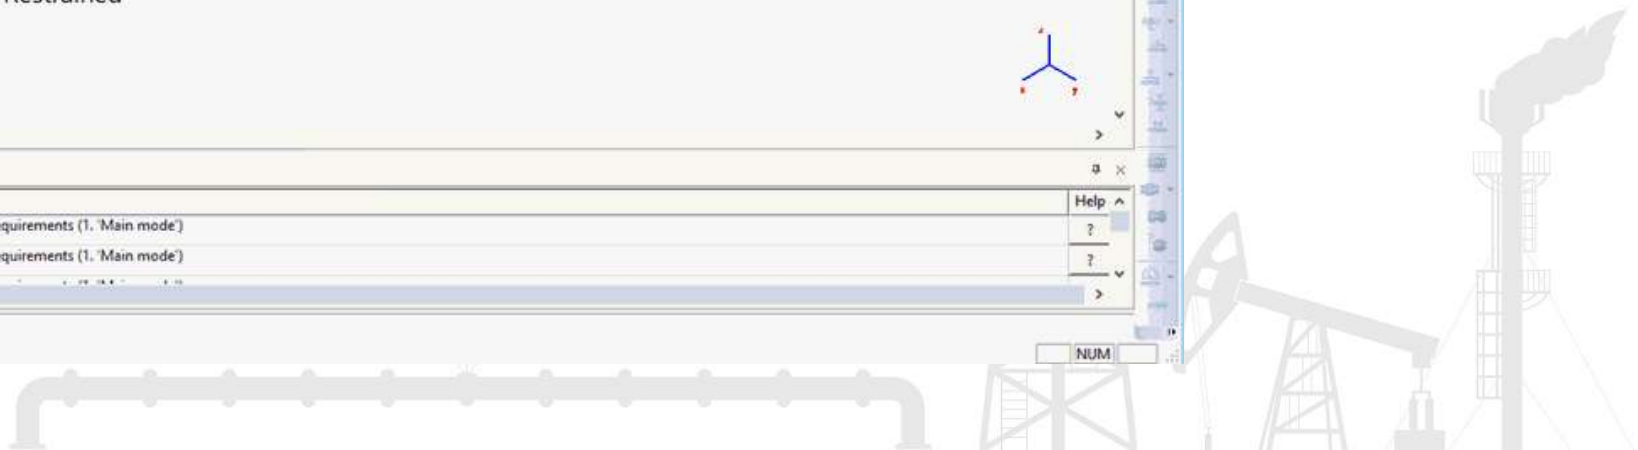 Restrained
z
x y
Help
equirements (1. 'Main mode')
?
equirements (1. 'Main mode')
?
NUM